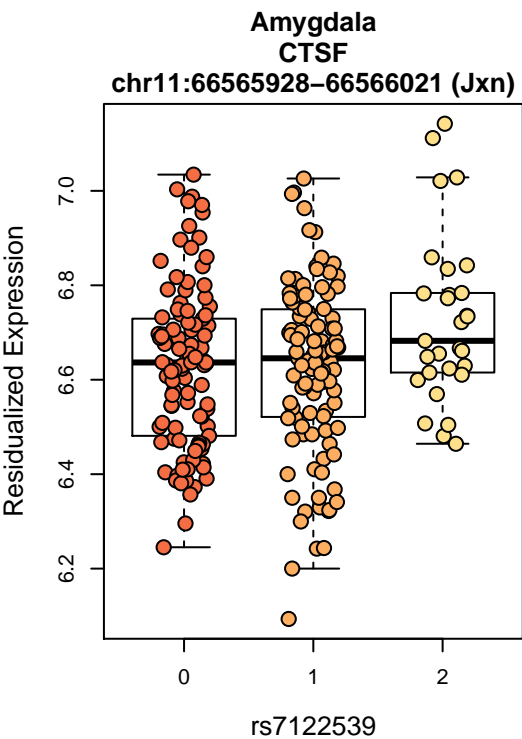 Amygdala
CTSF
chr11:66565928–66566021 (Jxn)
Residualized Expression
7.0
6.8
6.6
6.4
6.2
0 1 2
rs7122539